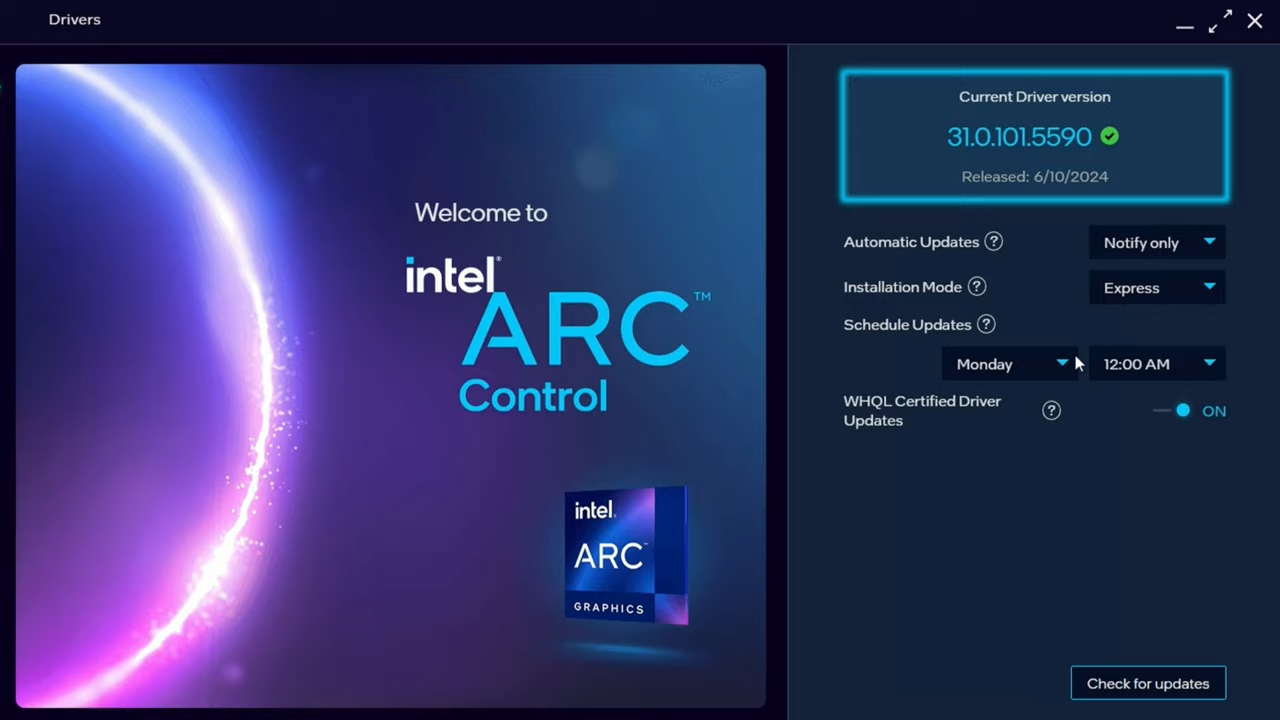 Drivers
Welcome to
intel®
ARC™
Control
intel.
ARC™
GRAPHICS
Current Driver version
31.0.101.5590
Released: 6/10/2024
Automatic Updates ?
Notify only
Installation Mode ?
Express
Schedule Updates ?
Monday
12:00 AM
WHQL Certified Driver
Updates
?
ON
Check for updates